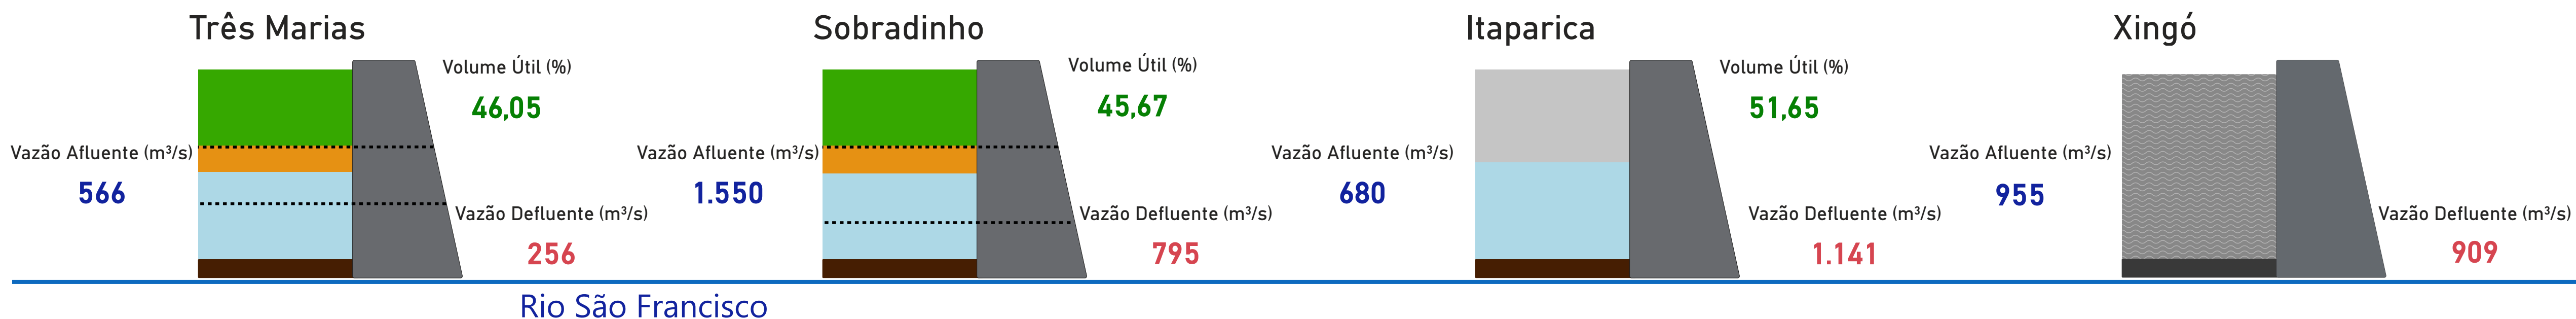 Três Marias
Volume Útil (%)
46,05
Vazão Afluente (m³/s)
566
Vazão Defluente (m³/s)
256
Sobradinho
Volume Útil (%)
45,67
Vazão Afluente (m³/s)
1.550
Vazão Defluente (m³/s)
795
Itaparica
Volume Útil (%)
51,65
Vazão Afluente (m³/s)
680
Vazão Defluente (m³/s)
1.141
Xingó
Vazão Afluente (m³/s)
955
Vazão Defluente (m³/s)
909
Rio São Francisco